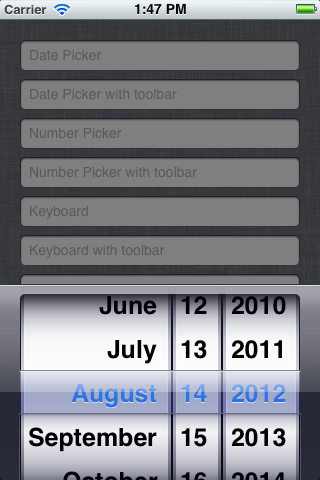 Carrier 1:47 PM
Date Picker
Date Picker with toolbar
Number Picker
Number Picker with toolbar
Keyboard
Keyboard with toolbar
June 12 2010
July 13 2011
August 14 2012
September 15 2013
October 16 2014